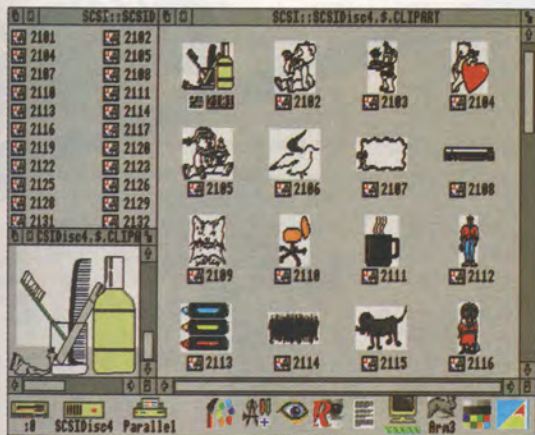 SCSI::SCSID
2101 2102
2104 2105
2107 2108
2110 2111
2113 2114
2116 2117
2119 2120
2122 2123
2125 2126
2128 2129
2131 2132
SCSI::SCSIDisc4.$.CLIPART
2101 2102 2103 2104
2105 2106 2107 2108
2109 2110 2111 2112
2113 2114 2115 2116
CSIDisc4.$.CLIPA
:0 SCSIDisc4 Parallel
Arm3